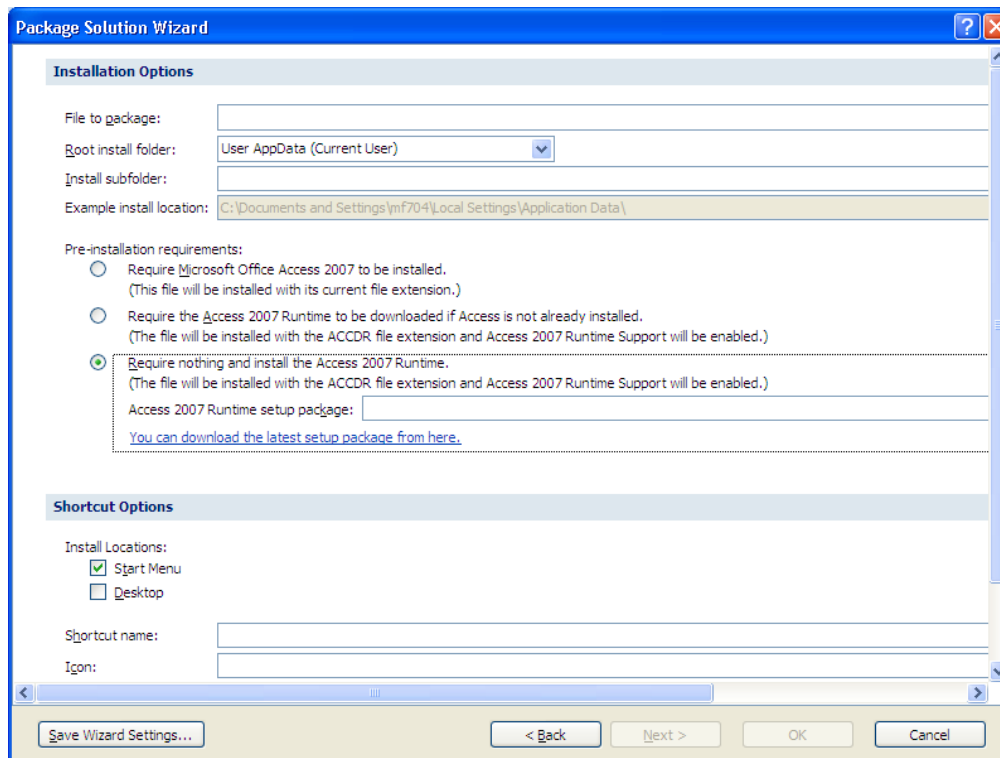 Package Solution Wizard
Installation Options
File to package:
Root install folder: User AppData (Current User)
Install subfolder:
Example install location: C:\Documents and Settings\mf704\Local Settings\Application Data\
Pre-installation requirements:
Require Microsoft Office Access 2007 to be installed.
(This file will be installed with its current file extension.)
Require the Access 2007 Runtime to be downloaded if Access is not already installed.
(The file will be installed with the ACCDR file extension and Access 2007 Runtime Support will be enabled.)
Require nothing and install the Access 2007 Runtime.
(The file will be installed with the ACCDR file extension and Access 2007 Runtime Support will be enabled.)
Access 2007 Runtime setup package:
You can download the latest setup package from here.
Shortcut Options
Install Locations:
Start Menu
Desktop
Shortcut name:
Icon:
Save Wizard Settings... < Back Next > OK Cancel